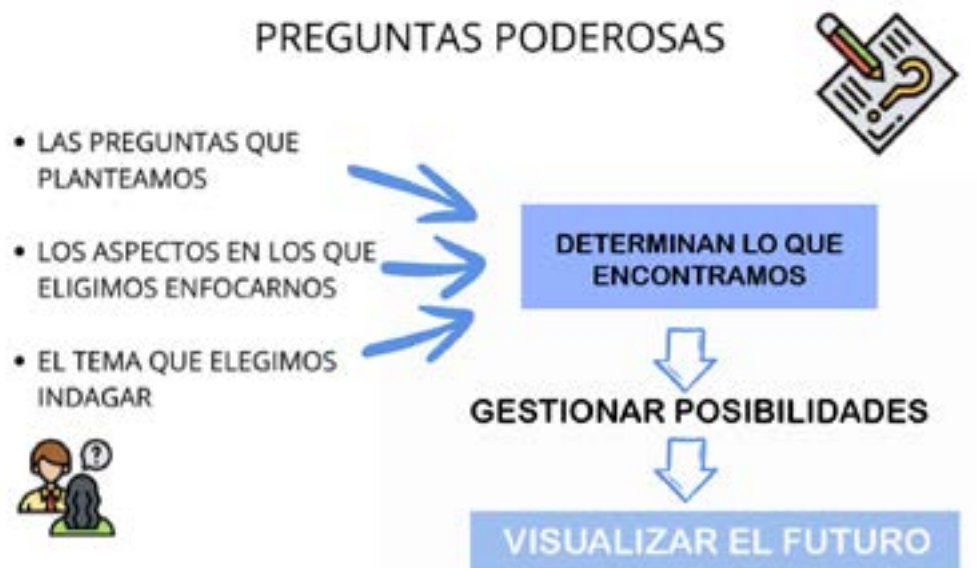 PREGUNTAS PODEROSAS
• LAS PREGUNTAS QUE
PLANTEAMOS
• LOS ASPECTOS EN LOS QUE
ELIGIMOS ENFOCARNOS
• EL TEMA QUE ELEGIMOS
INDAGAR
DETERMINAN LO QUE
ENCONTRAMOS
GESTIONAR POSIBILIDADES
VISUALIZAR EL FUTURO